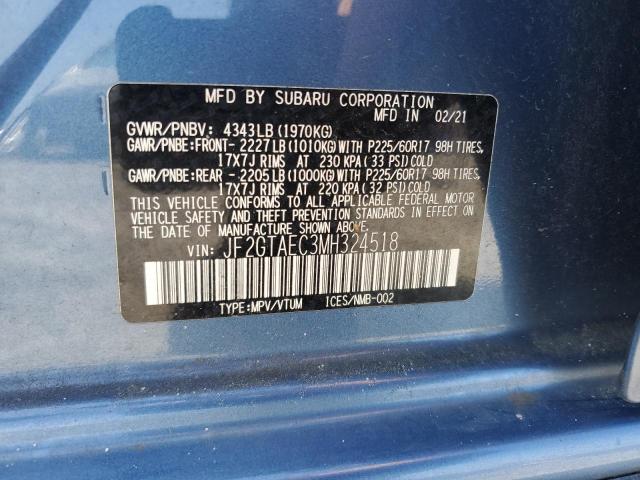 MFD BY SUBARU CORPORATION
MFD IN 02/21
GVWR/PNBV: 4343LB(1970KG)
GAWR/PNBE:FRONT- 2227LB(1010KG)WITH P225/60R17 98H TIRES,
17X7J RIMS AT 230 KPA(33 PSI)COLD
GAWR/PNBE:REAR -2205LB(1000KG)WITH P225/60R17 98H TIRES,
17X7J RIMS AT 220 KPA(32 PSI)COLD
THIS VEHICLE CONFORMS TO ALL APPLICABLE FEDERAL MOTOR
VEHICLE SAFETY AND THEFT PREVENTION STANDARDS IN EFFECT
ON THE DATE OF MANUFACTURE SHOWN ABOVE.
VIN: JF2GTAEC3MH324518
TYPE:MPV/VTUM ICES/NMB-002